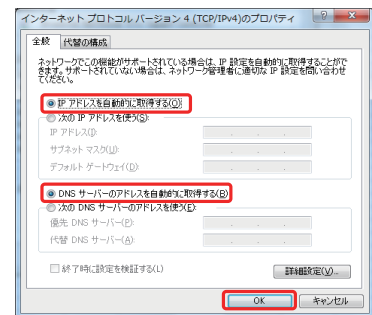 インターネット プロトコル バージョン 4 (TCP/IPv4)のプロパティ
全般 代替の構成
ネットワークでこの機能がサポートされている場合は、IP 設定を自動的に取得することがで
きます。サポートされていない場合は、ネットワーク管理者に適切な IP 設定を問い合わせ
てください。
IP アドレスを自動的に取得する(O)
次の IP アドレスを使う(S):
IP アドレス(I):
サブネット マスク(U):
デフォルト ゲートウェイ(D):
DNS サーバーのアドレスを自動的に取得する(B)
次の DNS サーバーのアドレスを使う(E):
優先 DNS サーバー(P):
代替 DNS サーバー(A):
終了時に設定を検証する(L)
詳細設定(V)...
OK キャンセル